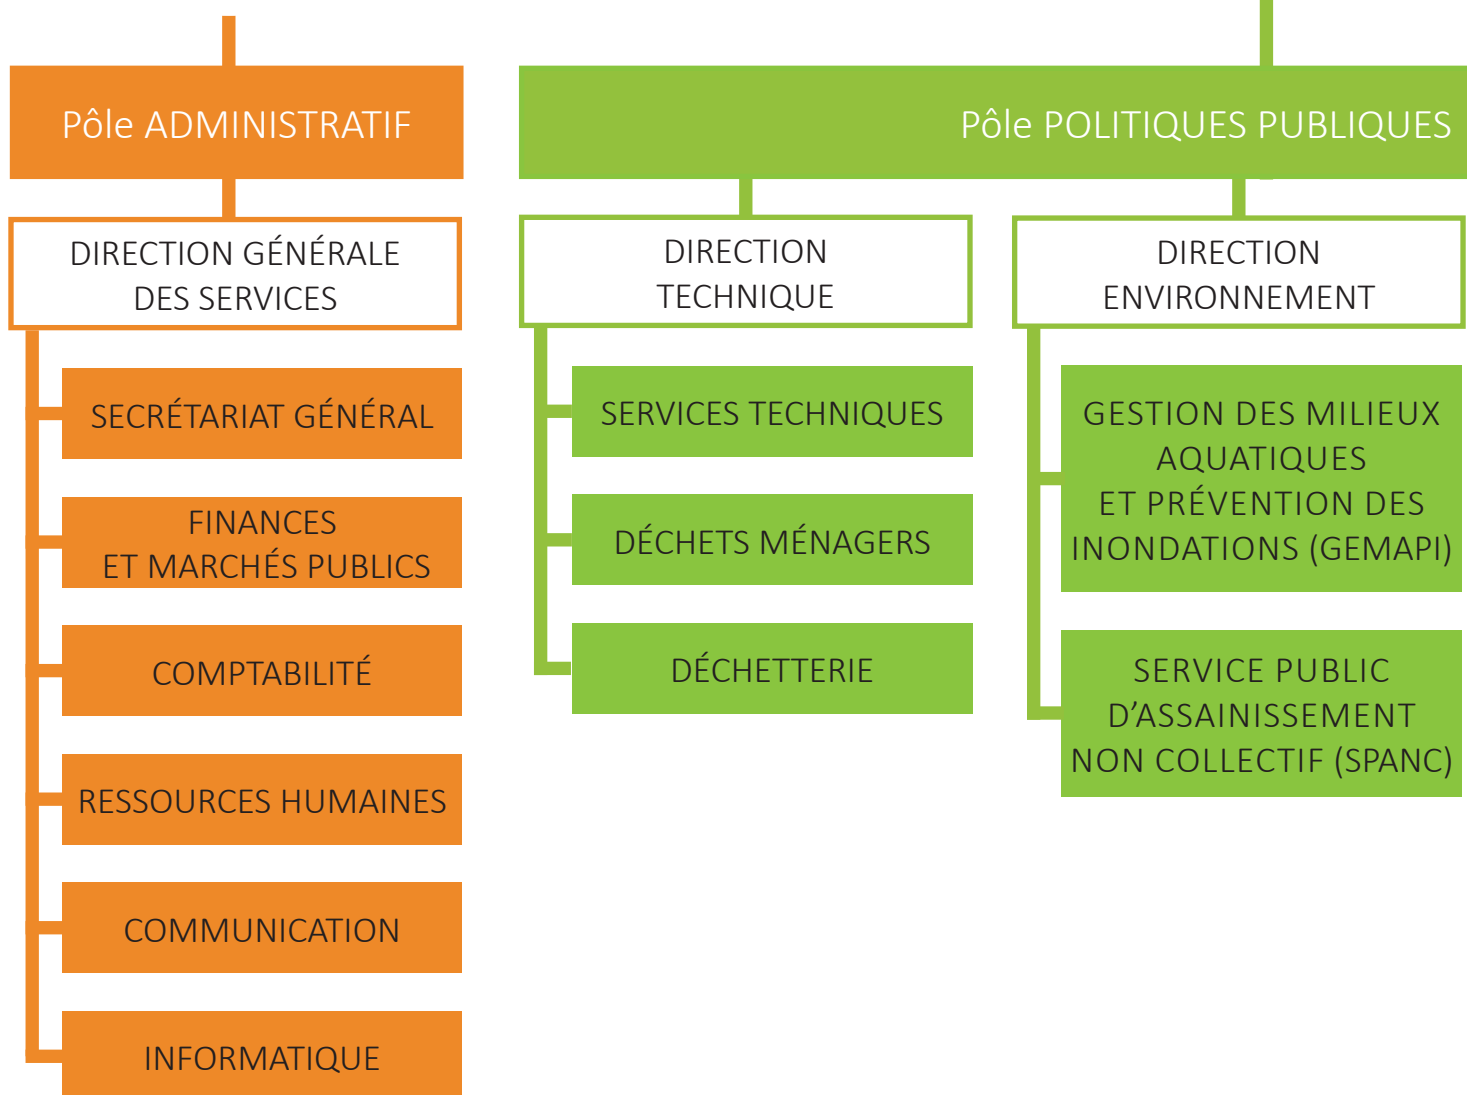 Pôle ADMINISTRATIF
DIRECTION GÉNÉRALE
DES SERVICES
SECRÉTARIAT GÉNÉRAL
FINANCES
ET MARCHÉS PUBLICS
COMPTABILITÉ
RESSOURCES HUMAINES
COMMUNICATION
INFORMATIQUE
Pôle POLITIQUES PUBLIQUES
DIRECTION
TECHNIQUE
SERVICES TECHNIQUES
DÉCHETS MÉNAGERS
DÉCHETTERIE
DIRECTION
ENVIRONNEMENT
GESTION DES MILIEUX
AQUATIQUES
ET PRÉVENTION DES
INONDATIONS (GEMAPI)
SERVICE PUBLIC
D’ASSAINISSEMENT
NON COLLECTIF (SPANC)